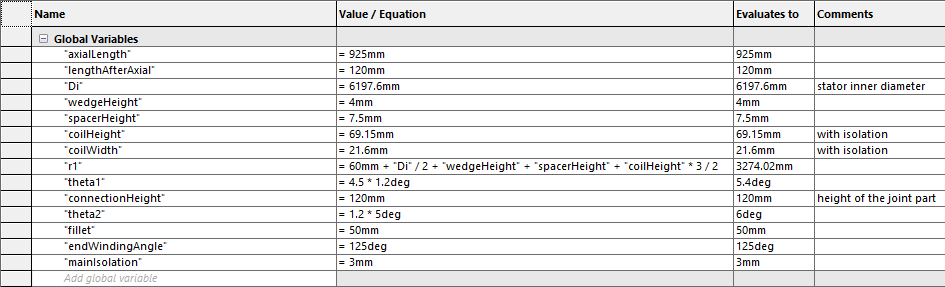 Name Value / Equation Evaluates to Comments
Global Variables
"axialLength" = 925mm 925mm
"lengthAfterAxial" = 120mm 120mm
"Di" = 6197.6mm 6197.6mm stator inner diameter
"wedgeHeight" = 4mm 4mm
"spacerHeight" = 7.5mm 7.5mm
"coilHeight" = 69.15mm 69.15mm with isolation
"coilWidth" = 21.6mm 21.6mm with isolation
"r1" = 60mm + "Di" / 2 + "wedgeHeight" + "spacerHeight" + "coilHeight" * 3 / 2 3274.02mm
"theta1" = 4.5 * 1.2deg 5.4deg
"connectionHeight" = 120mm 120mm height of the joint part
"theta2" = 1.2 * 5deg 6deg
"fillet" = 50mm 50mm
"endWindingAngle" = 125deg 125deg
"mainIsolation" = 3mm 3mm
Add global variable